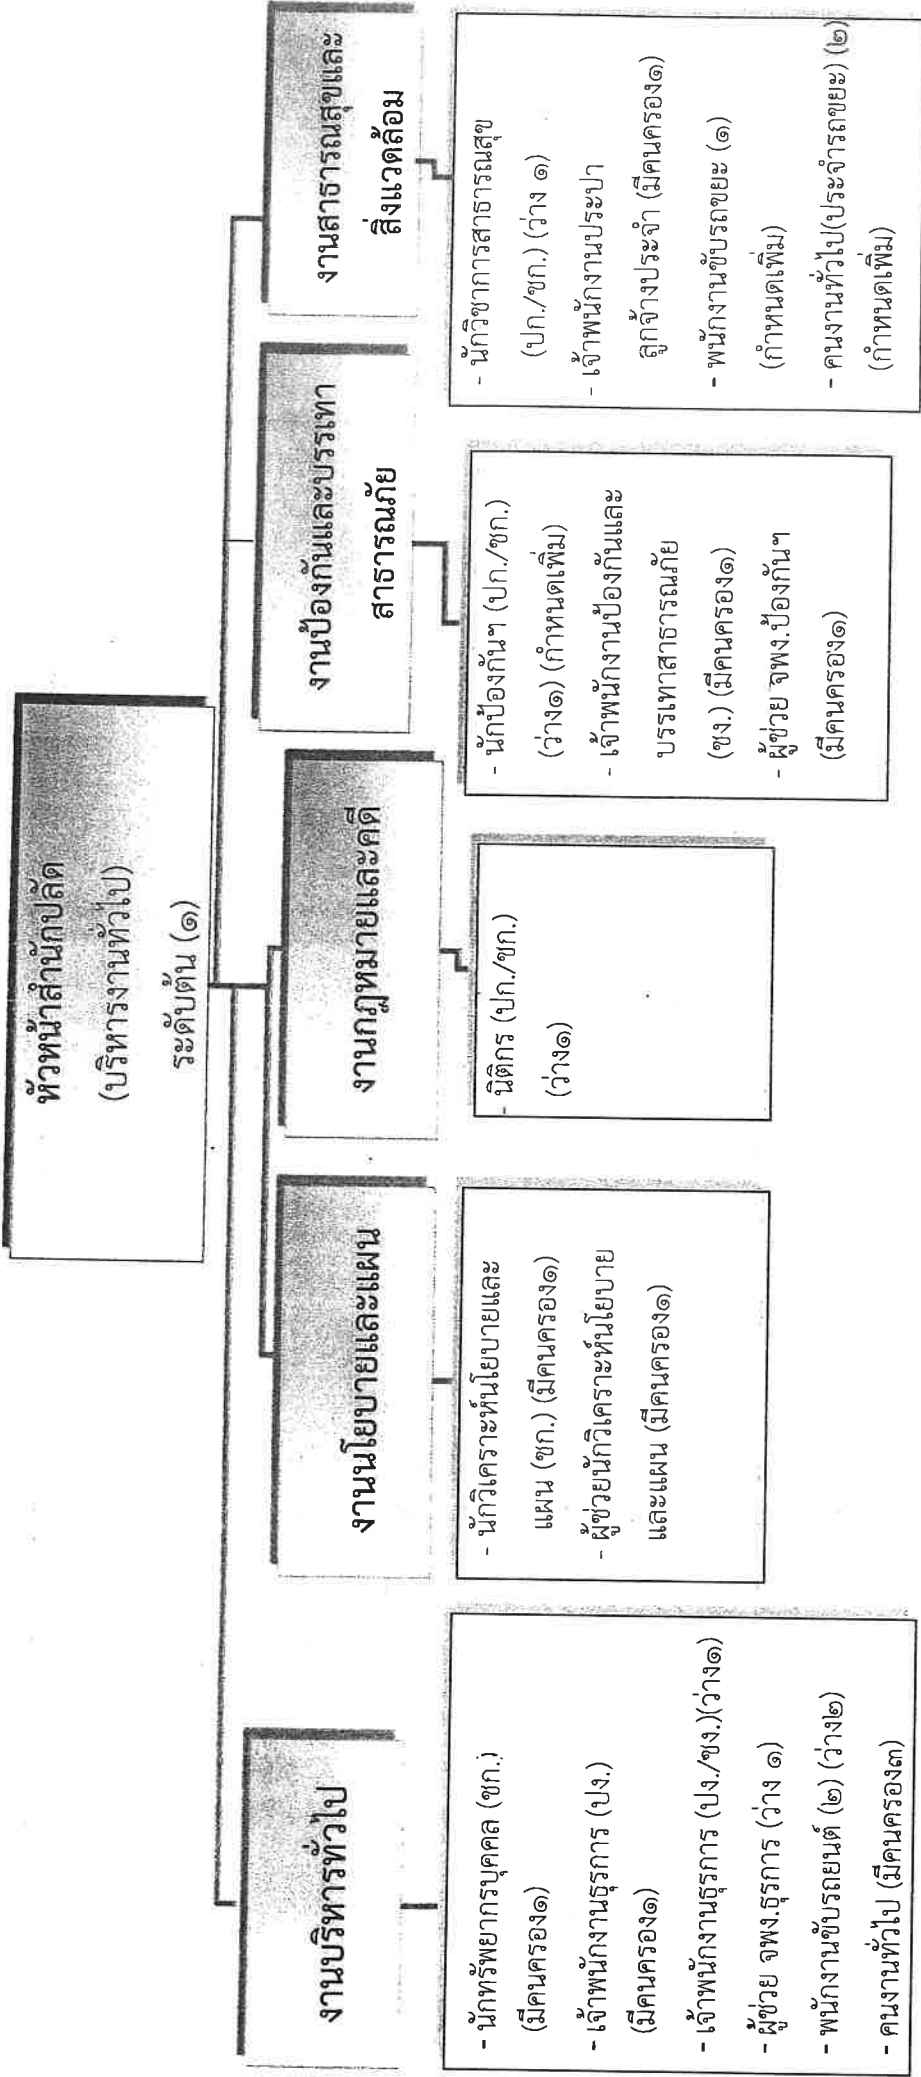 หัวหน้าสำนักปลัด
(บริหารงานทั่วไป)
ระดับต้น (๑)
งานบริหารทั่วไป
งานนโยบายและแผน
งานกฎหมายและคดี
งานป้องกันและบรรเทา
สาธารณภัย
งานสาธารณสุขและ
สิ่งแวดล้อม
- นักทรัพยากรบุคคล (ชก.)
(มีคนครอง๑)
- เจ้าพนักงานธุรการ (ปง.)
(มีคนครอง๑)
- เจ้าพนักงานธุรการ (ปง./ชง.)(ว่าง๑)
- ผู้ช่วย จพง.ธุรการ (ว่าง ๑)
- พนักงานขับรถยนต์ (๒) (ว่าง๒)
- คนงานทั่วไป (มีคนครอง๓)
- นักวิเคราะห์นโยบายและ
แผน (ชก.) (มีคนครอง๑)
- ผู้ช่วยนักวิเคราะห์นโยบาย
และแผน (มีคนครอง๑)
- นิติกร (ปก./ชก.)
(ว่าง๑)
- นักป้องกันฯ (ปก./ชก.)
(ว่าง๑) (กำหนดเพิ่ม)
- เจ้าพนักงานป้องกันและ
บรรเทาสาธารณภัย
(ชง.) (มีคนครอง๑)
- ผู้ช่วย จพง.ป้องกันฯ
(มีคนครอง๑)
- นักวิชาการสาธารณสุข
(ปก./ชก.) (ว่าง ๑)
- เจ้าพนักงานประปา
ลูกจ้างประจำ (มีคนครอง๑)
- พนักงานขับรถขยะ (๑)
(กำหนดเพิ่ม)
- คนงานทั่วไป(ประจำรถขยะ) (๒)
(กำหนดเพิ่ม)